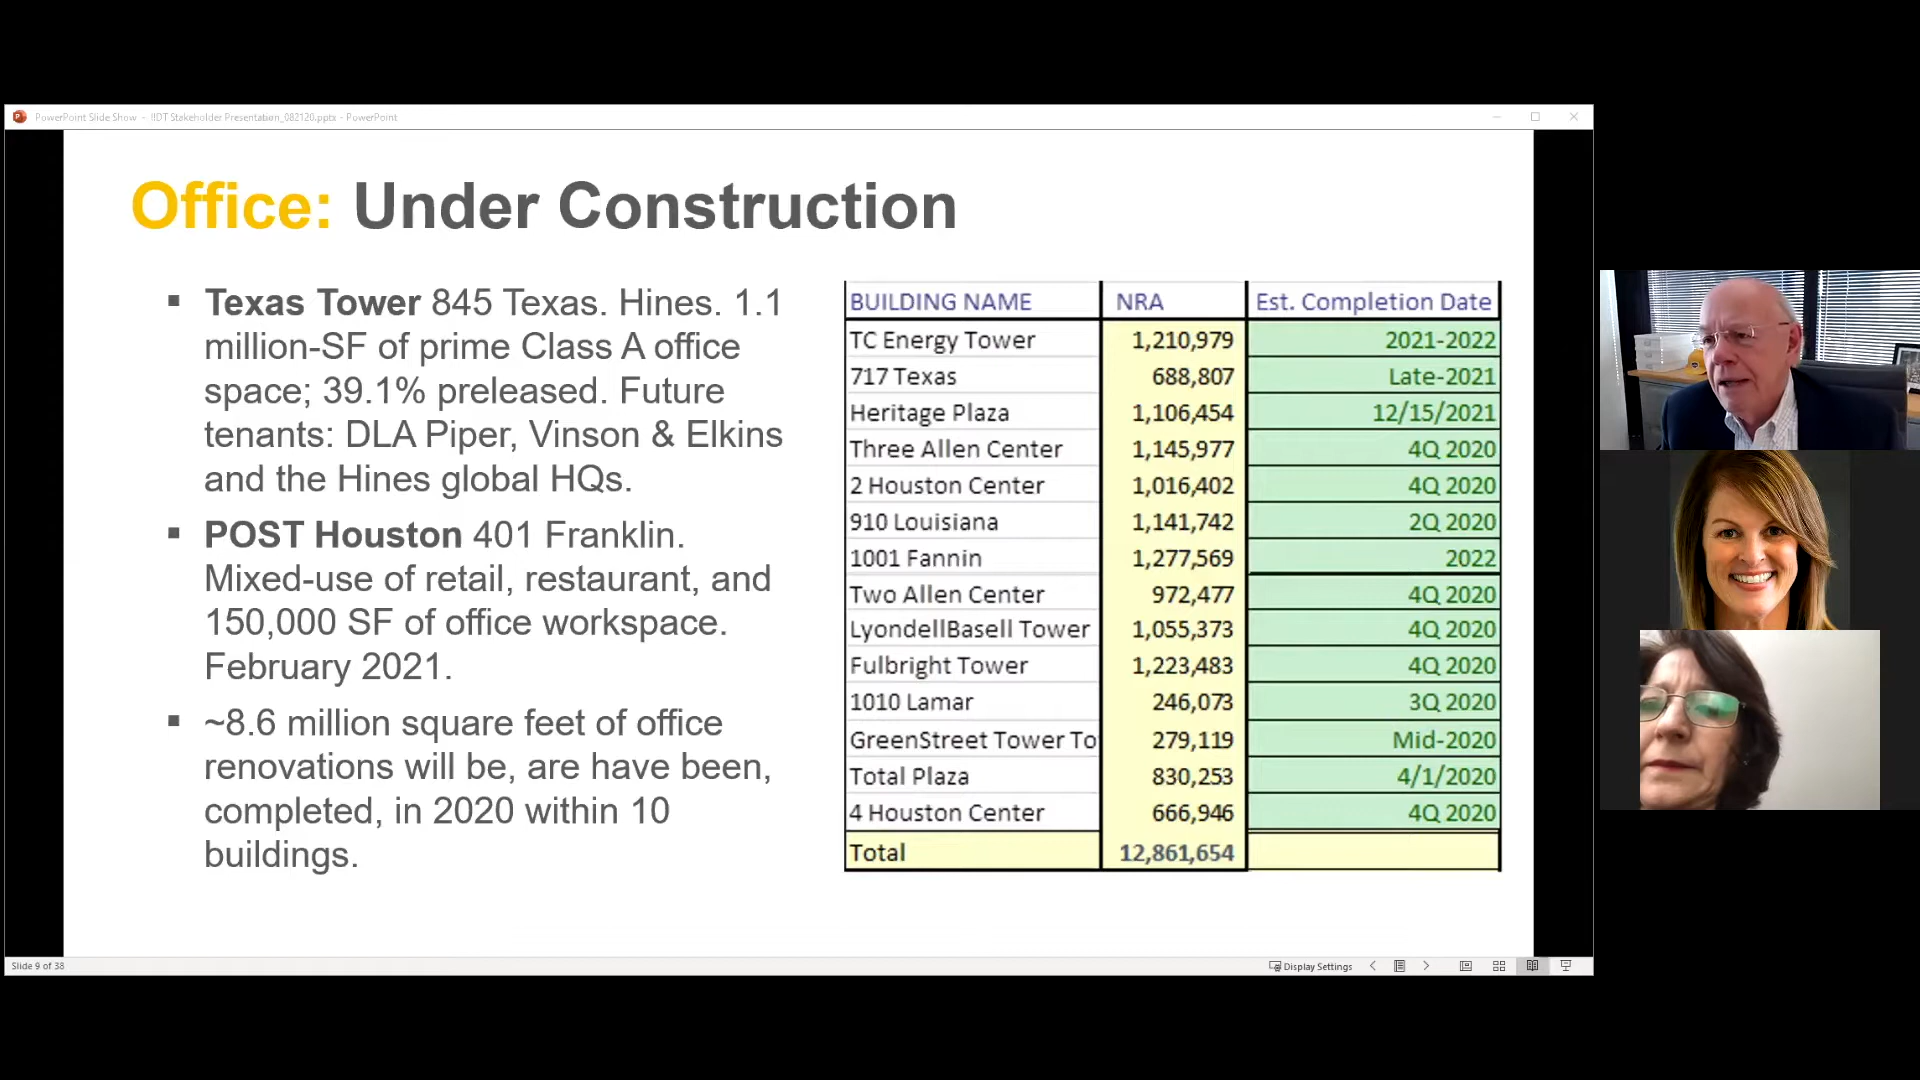 PowerPoint Slide Show - !!DT Stakeholder Presentation_082120.pptx - PowerPoint
Office: Under Construction
▪ Texas Tower 845 Texas. Hines. 1.1
million-SF of prime Class A office
space; 39.1% preleased. Future
tenants: DLA Piper, Vinson & Elkins
and the Hines global HQs.
▪ POST Houston 401 Franklin.
Mixed-use of retail, restaurant, and
150,000 SF of office workspace.
February 2021.
▪ ~8.6 million square feet of office
renovations will be, are have been,
completed, in 2020 within 10
buildings.
BUILDING NAME NRA Est. Completion Date
TC Energy Tower 1,210,979 2021-2022
717 Texas 688,807 Late-2021
Heritage Plaza 1,106,454 12/15/2021
Three Allen Center 1,145,977 4Q 2020
2 Houston Center 1,016,402 4Q 2020
910 Louisiana 1,141,742 2Q 2020
1001 Fannin 1,277,569 2022
Two Allen Center 972,477 4Q 2020
LyondellBasell Tower 1,055,373 4Q 2020
Fulbright Tower 1,223,483 4Q 2020
1010 Lamar 246,073 3Q 2020
GreenStreet Tower To 279,119 Mid-2020
Total Plaza 830,253 4/1/2020
4 Houston Center 666,946 4Q 2020
Total 12,861,654
Slide 9 of 38
Display Settings